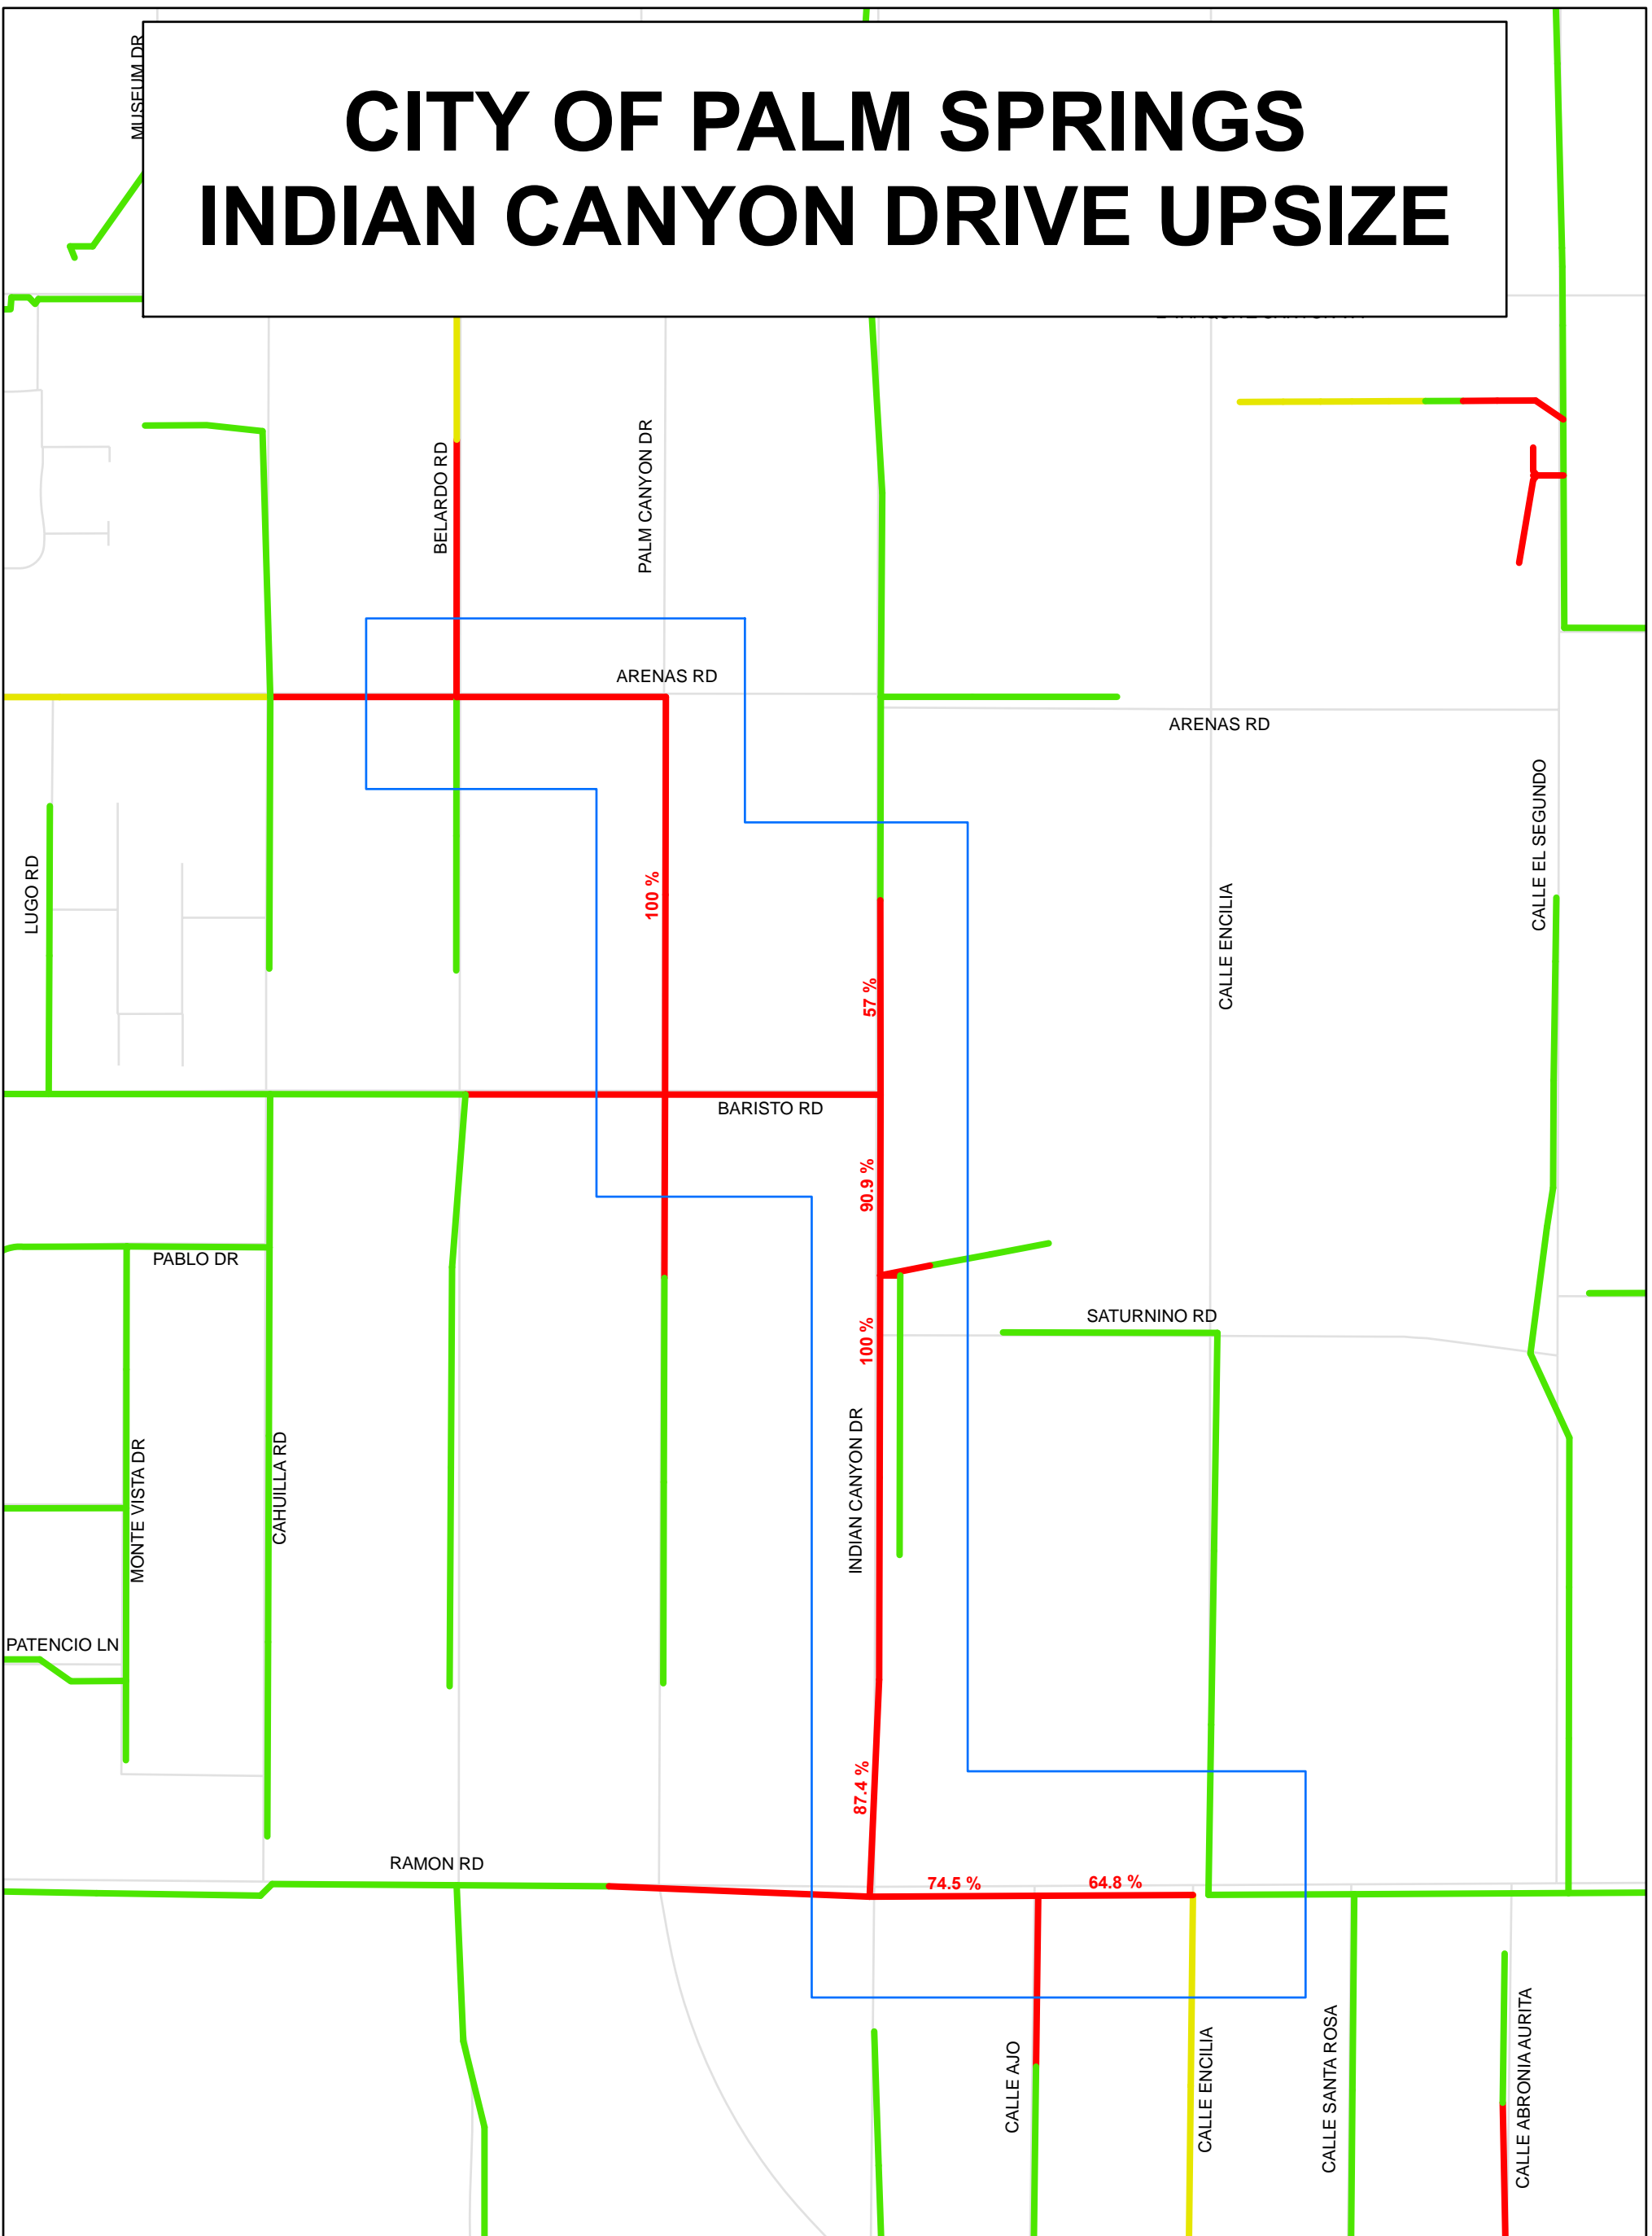 MUSEUM DR
CITY OF PALM SPRINGS
INDIAN CANYON DRIVE UPSIZE
BELARDO RD
PALM CANYON DR
ARENAS RD
ARENAS RD
CALLE EL SEGUNDO
LUGO RD
100 %
CALLE ENCILIA
57 %
BARISTO RD
90.9 %
PABLO DR
SATURNINO RD
100 %
INDIAN CANYON DR
MONTE VISTA DR
CAHUILLA RD
PATENCIO LN
87.4 %
RAMON RD
74.5 %
64.8 %
CALLE AJO
CALLE ENCILIA
CALLE SANTA ROSA
CALLE ABRONIA AURITA